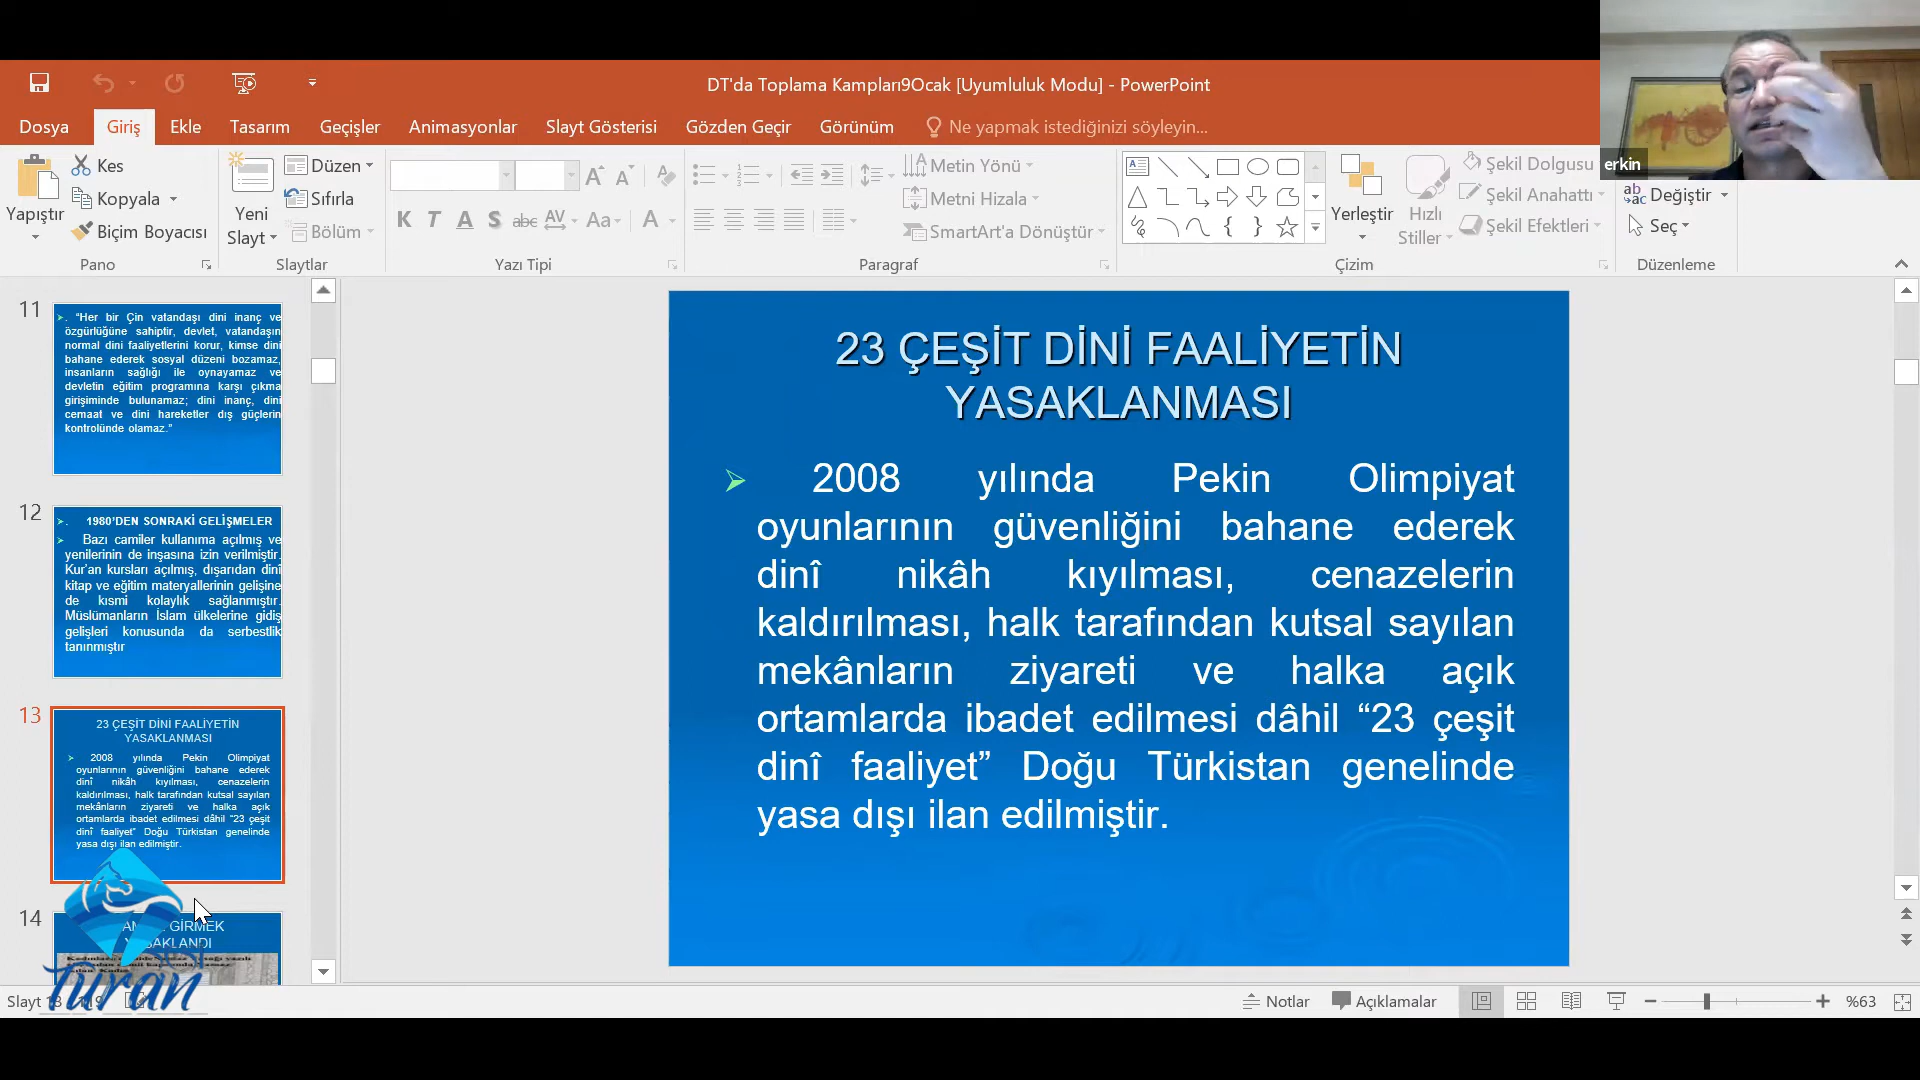 DT'da Toplama Kampları9Ocak [Uyumluluk Modu] - PowerPoint
Dosya Giriş Ekle Tasarım Geçişler Animasyonlar Slayt Gösterisi Gözden Geçir Görünüm Ne yapmak istediğinizi söyleyin...
erkin
Yapıştır
Kes
Kopyala
Biçim Boyacısı
Pano
Yeni
Slayt
Düzen
Sıfırla
Bölüm
Slaytlar
K T A S abc AV Aa A
Yazı Tipi
Metin Yönü
Metni Hizala
SmartArt'a Dönüştür
Paragraf
Yerleştir
Hızlı
Stiller
Şekil Dolgusu
Şekil Anahattı
Şekil Efektleri
Çizim
Değiştir
Seç
Düzenleme
11
. “Her bir Çin vatandaşı dini inanç ve
özgürlüğüne sahiptir, devlet, vatandaşın
normal dini faaliyetlerini korur, kimse dini
bahane ederek sosyal düzeni bozamaz,
insanların sağlığı ile oynayamaz ve
devletin eğitim programına karşı çıkma
girişiminde bulunamaz; dini inanç, dini
cemaat ve dini hareketler dış güçlerin
kontrolünde olamaz.”
12
. 1980’DEN SONRAKİ GELİŞMELER
Bazı camiler kullanıma açılmış ve
yenilerinin de inşasına izin verilmiştir.
Kur’an kursları açılmış, dışarıdan dinî
kitap ve eğitim materyallerinin gelişine
de kısmi kolaylık sağlanmıştır.
Müslümanların İslam ülkelerine gidiş
gelişleri konusunda da serbestlik
tanınmıştır
13
23 ÇEŞİT DİNİ FAALİYETİN
YASAKLANMASI
2008 yılında Pekin Olimpiyat
oyunlarının güvenliğini bahane ederek
dinî nikâh kıyılması, cenazelerin
kaldırılması, halk tarafından kutsal sayılan
mekânların ziyareti ve halka açık
ortamlarda ibadet edilmesi dâhil “23 çeşit
dinî faaliyet” Doğu Türkistan genelinde
yasa dışı ilan edilmiştir.
14
GİRMEK
YASAKLANDI
turan
23 ÇEŞİT DİNİ FAALİYETİN
YASAKLANMASI
2008 yılında Pekin Olimpiyat
oyunlarının güvenliğini bahane ederek
dinî nikâh kıyılması, cenazelerin
kaldırılması, halk tarafından kutsal sayılan
mekânların ziyareti ve halka açık
ortamlarda ibadet edilmesi dâhil “23 çeşit
dinî faaliyet” Doğu Türkistan genelinde
yasa dışı ilan edilmiştir.
Slayt
Notlar Açıklamalar %63